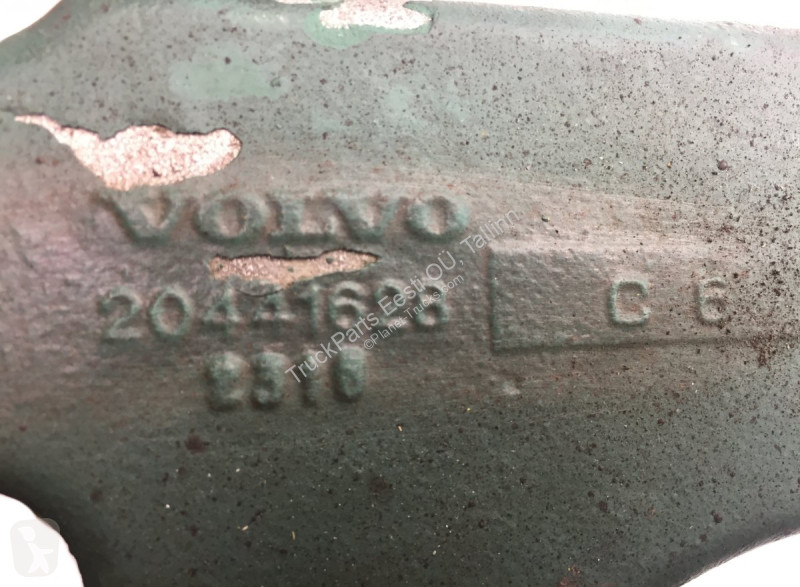 VOLVO
20441628
C 6
2310
TruckParts Eesti OÜ, Tallinn
©Planet-Trucks.com